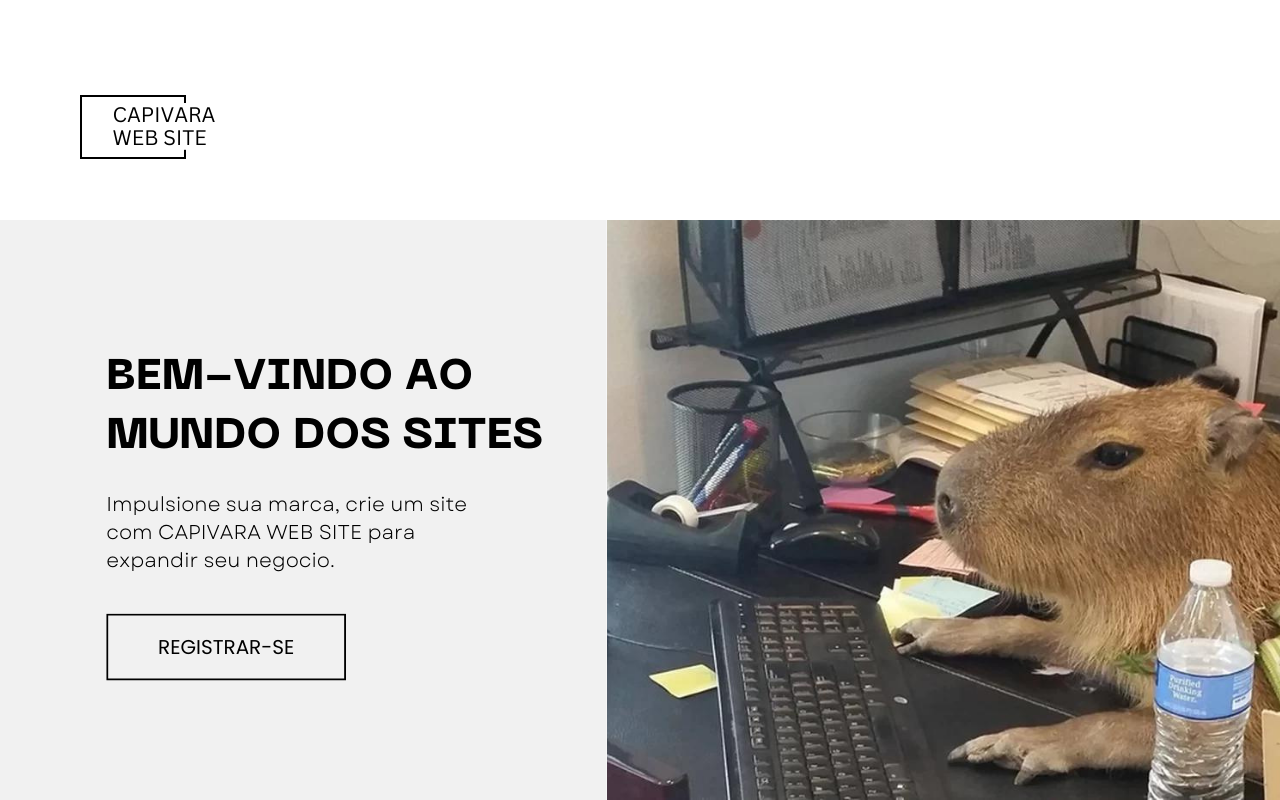 CAPIVARA
WEB SITE
BEM-VINDO AO
MUNDO DOS SITES
Impulsione sua marca, crie um site
com CAPIVARA WEB SITE para
expandir seu negocio.
REGISTRAR-SE
Purified
Drinking
Water.